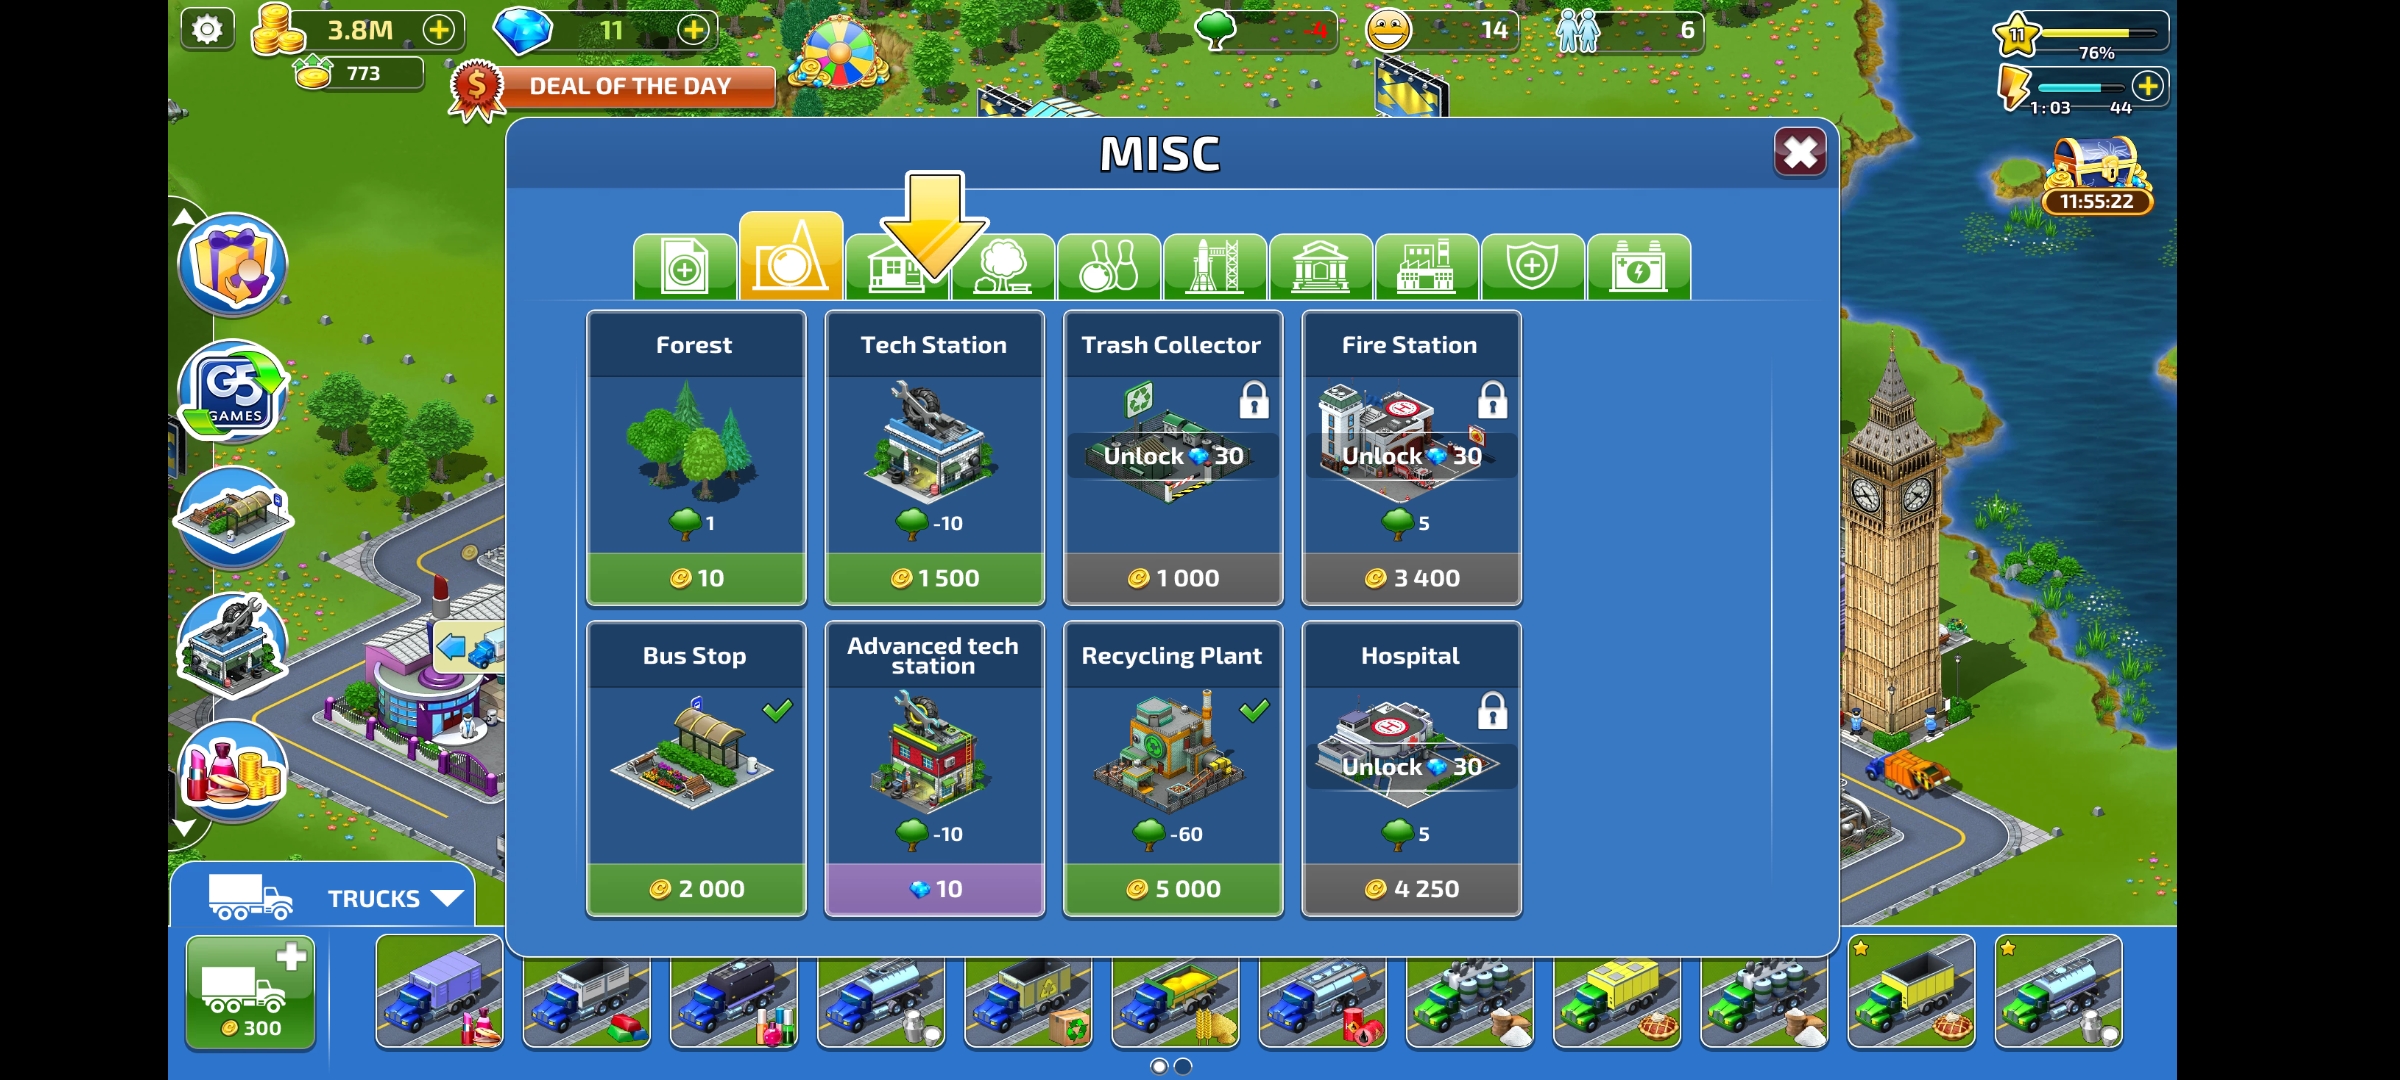 3.8M
11
-4
14
6
11
76%
773
DEAL OF THE DAY
1:03
44
MISC
11:55:22
Forest
1
10
Tech Station
-10
1 500
Trash Collector
Unlock 30
1 000
Fire Station
Unlock 30
5
3 400
G5
GAMES
Bus Stop
2 000
Advanced tech
station
-10
10
Recycling Plant
-60
5 000
Hospital
Unlock 30
5
4 250
TRUCKS
300